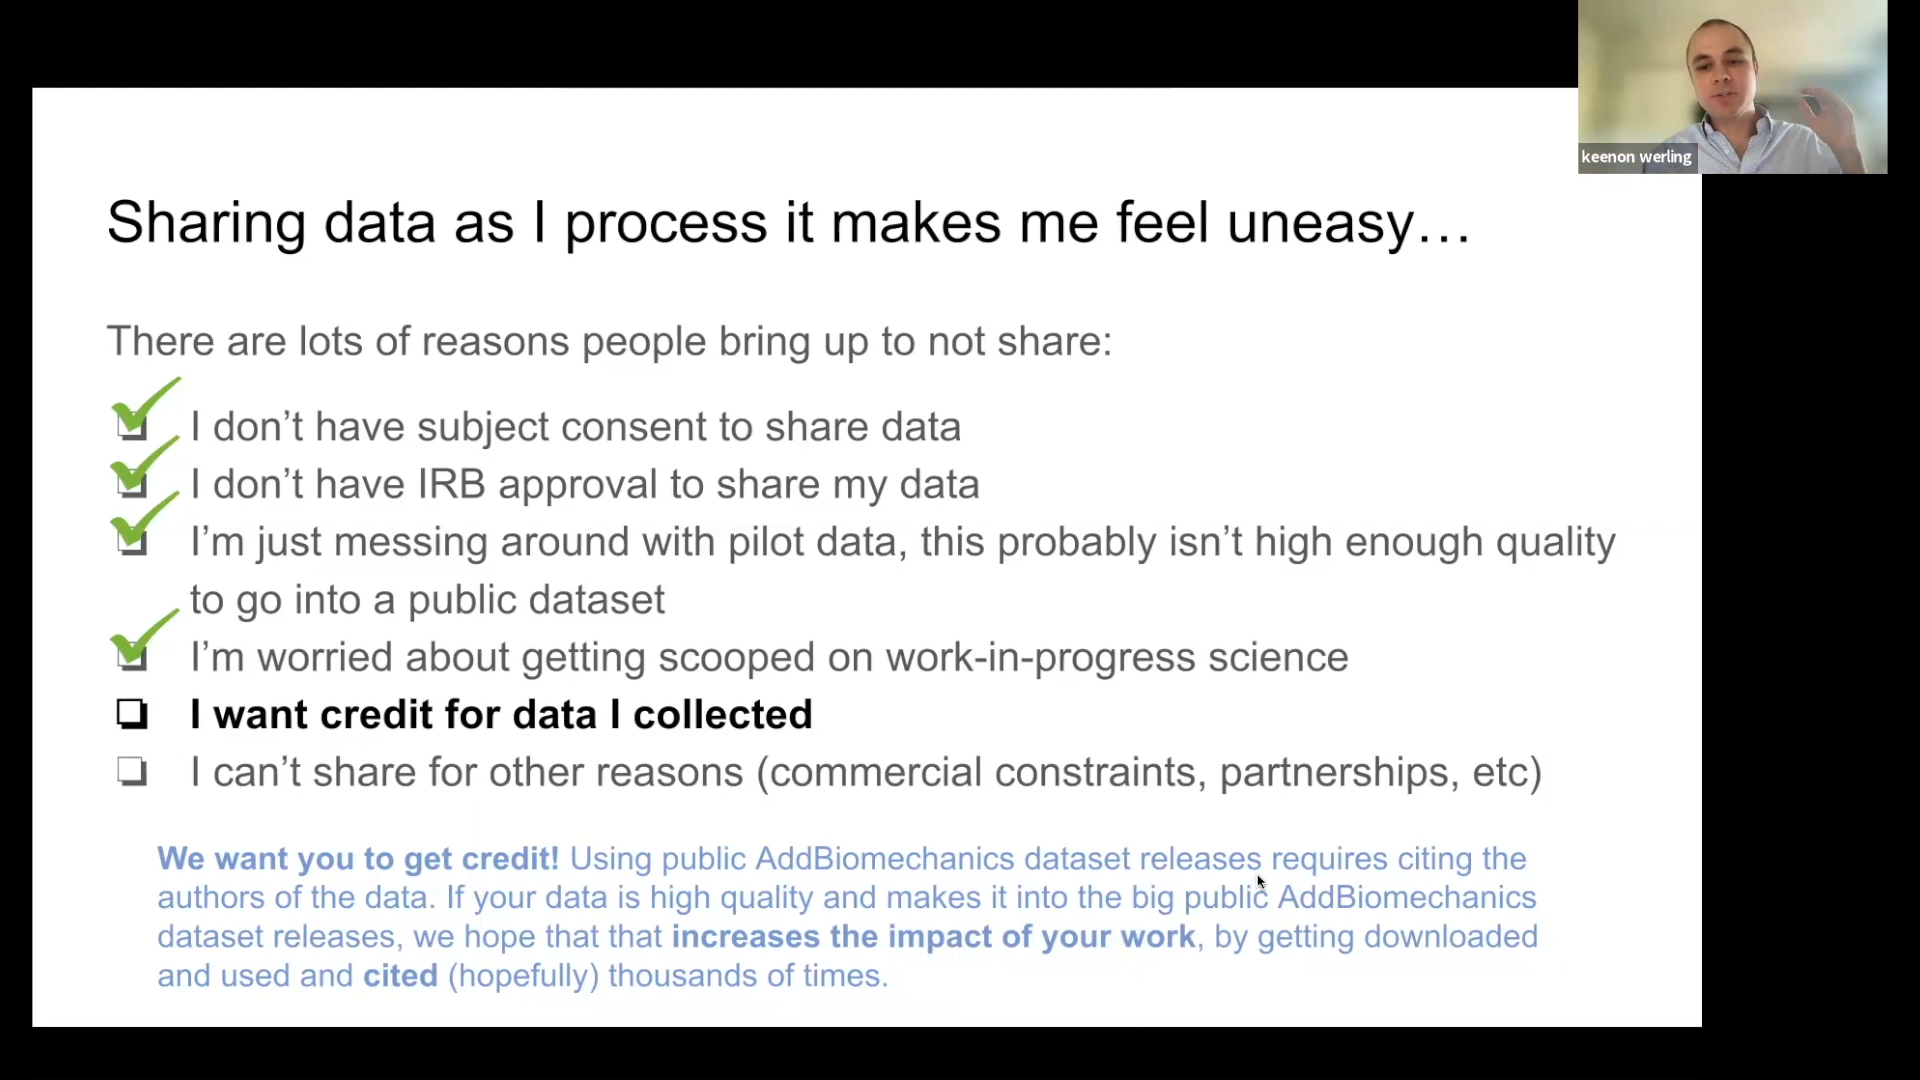 keenon werling
Sharing data as I process it makes me feel uneasy…
There are lots of reasons people bring up to not share:
I don’t have subject consent to share data
I don’t have IRB approval to share my data
I’m just messing around with pilot data, this probably isn’t high enough quality
to go into a public dataset
I’m worried about getting scooped on work-in-progress science
I want credit for data I collected
I can’t share for other reasons (commercial constraints, partnerships, etc)
We want you to get credit! Using public AddBiomechanics dataset releases requires citing the
authors of the data. If your data is high quality and makes it into the big public AddBiomechanics
dataset releases, we hope that that increases the impact of your work, by getting downloaded
and used and cited (hopefully) thousands of times.